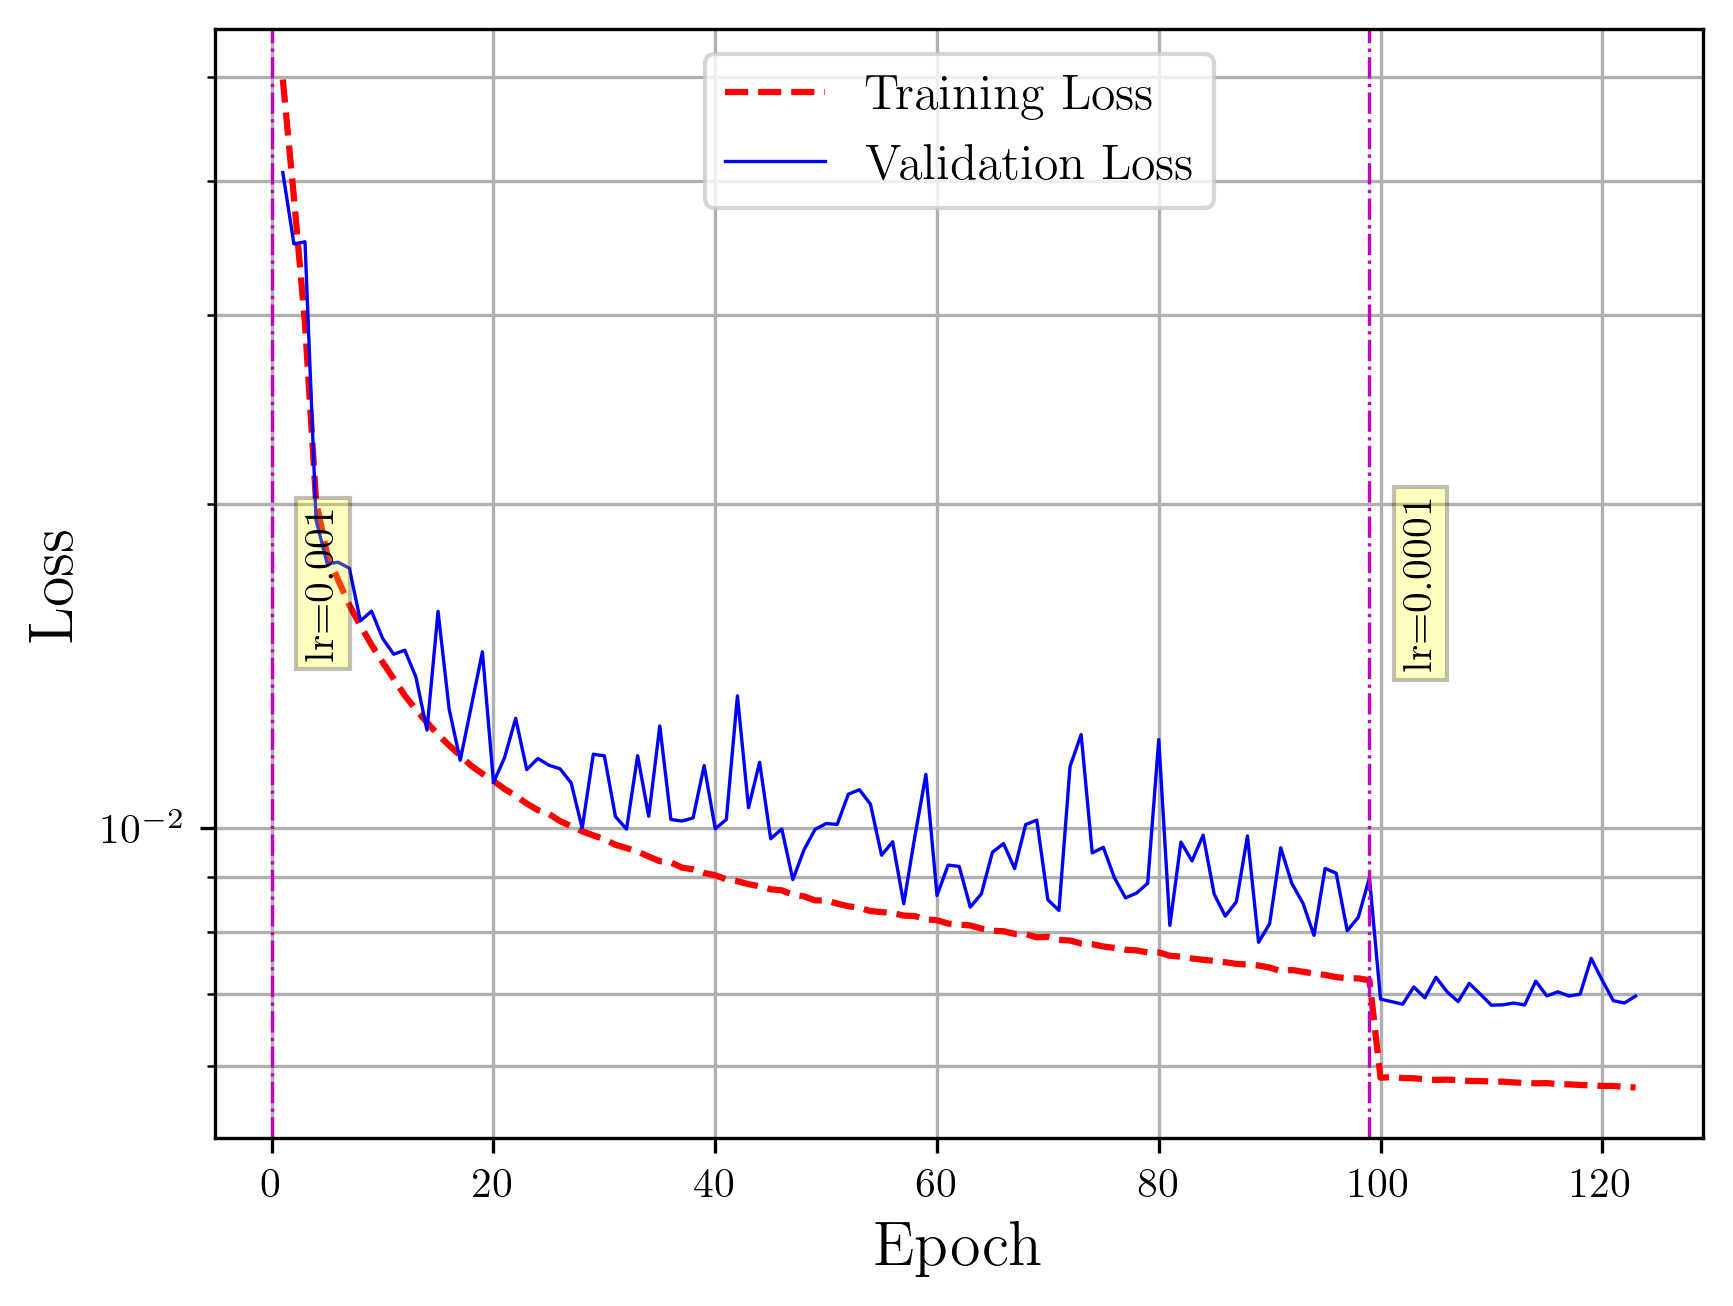 Training Loss
Validation Loss
Loss
lr=0.001
lr=0.0001
10⁻²
0 20 40 60 80 100 120
Epoch